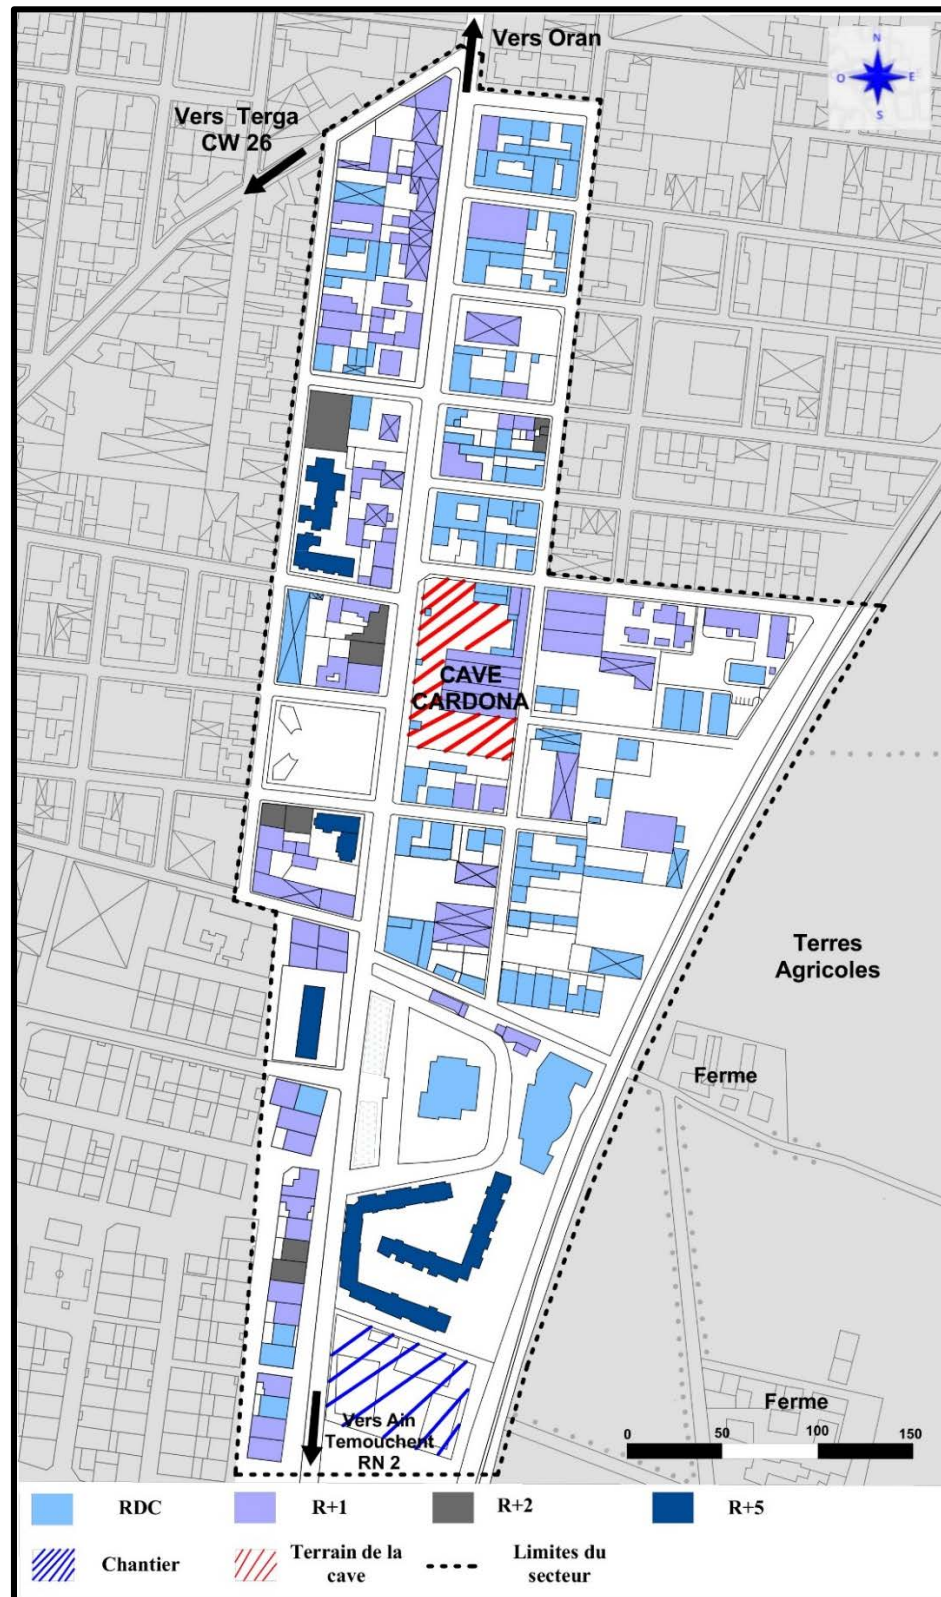 Vers Oran
N
O
E
S
Vers Terga
CW 26
CAVE
CARDONA
Terres
Agricoles
Ferme
Ferme
Vers Ain
Temouchent
RN 2
0
50
100
150
RDC
R+1
R+2
R+5
Chantier
Terrain de la
cave
Limites du
secteur